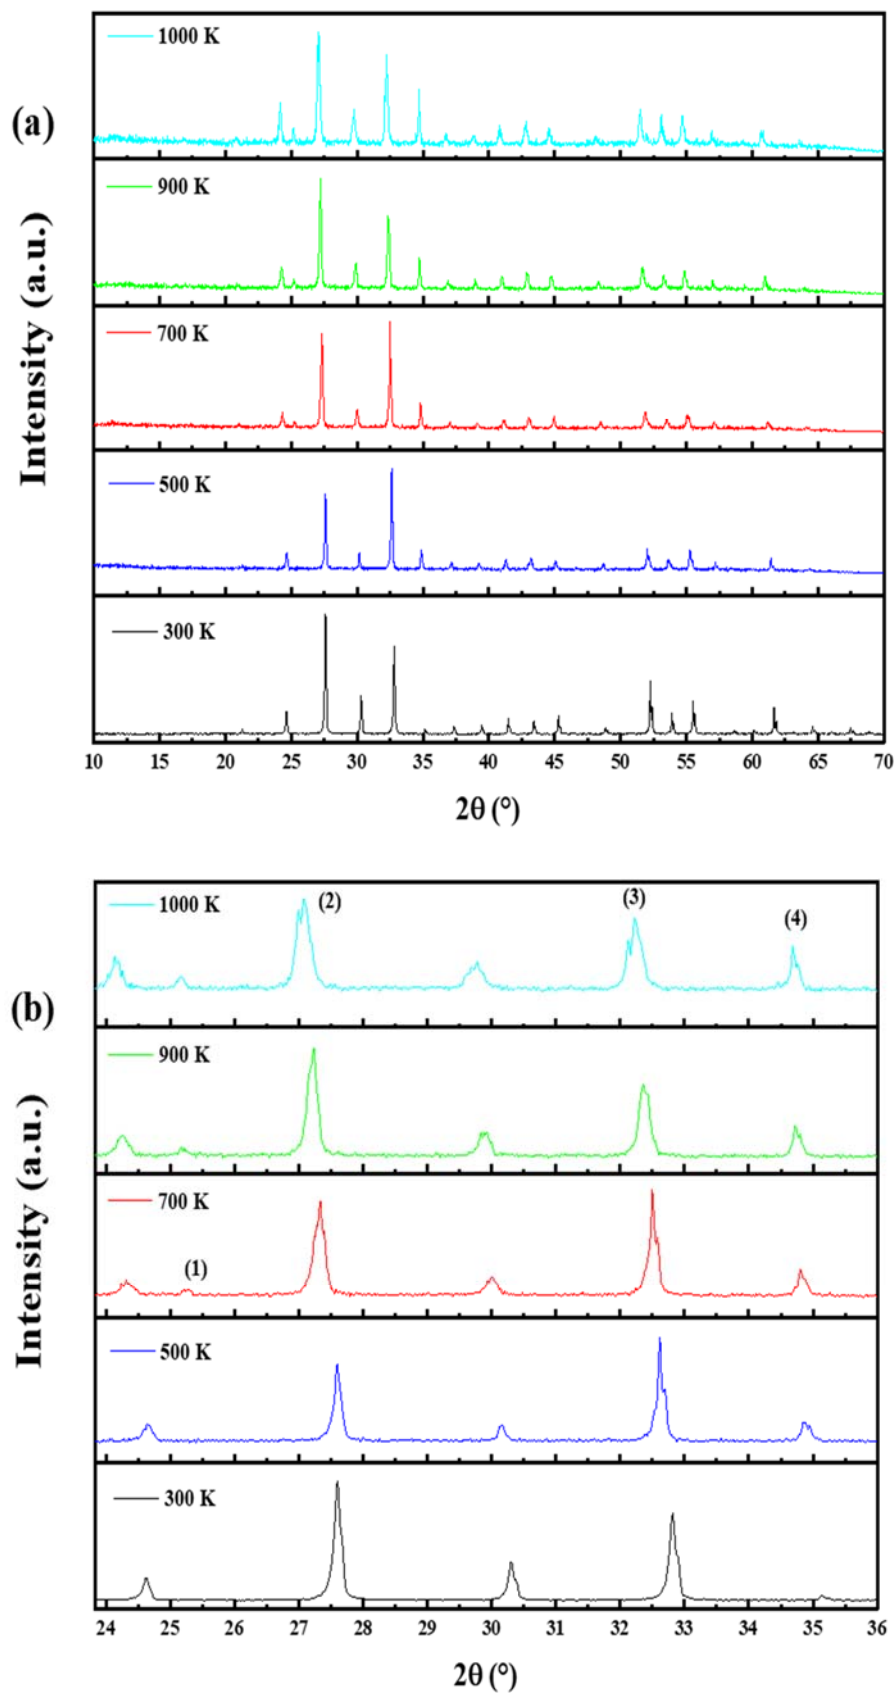 (a)
Intensity (a.u.)
1000 K
900 K
700 K
500 K
300 K
10 15 20 25 30 35 40 45 50 55 60 65 70
2θ (°)
(b)
Intensity (a.u.)
1000 K
(2)
(3)
(4)
900 K
700 K
(1)
500 K
300 K
24 25 26 27 28 29 30 31 32 33 34 35 36
2θ (°)